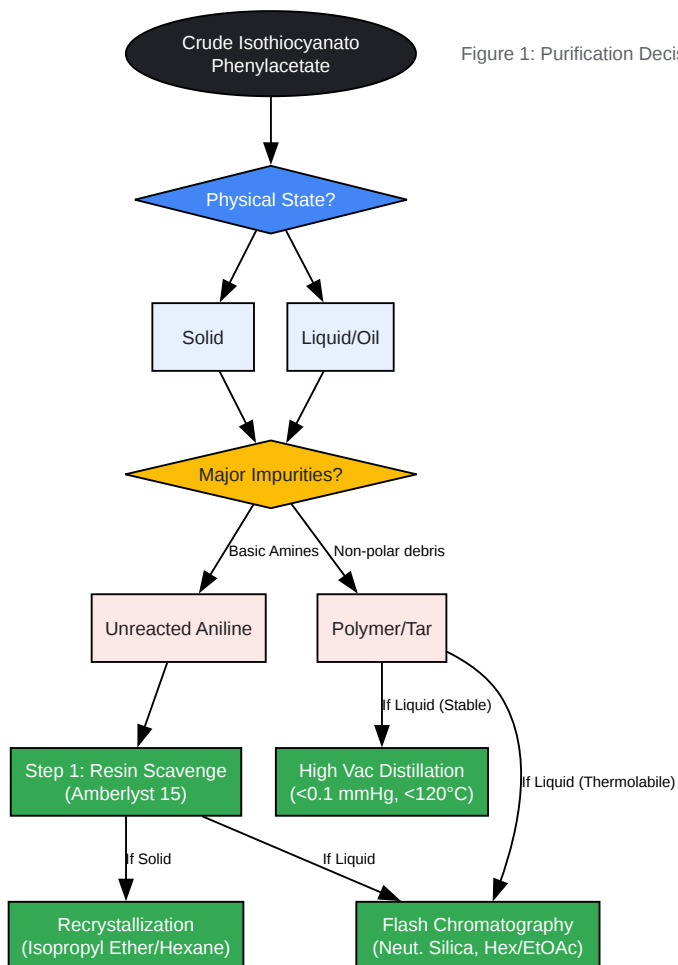 Crude Isothiocyanato
Phenylacetate
Figure 1: Purification Decis
Physical State?
Solid
Liquid/Oil
Major Impurities?
Basic Amines
Non-polar debris
Unreacted Aniline
Polymer/Tar
If Liquid (Stable)
Step 1: Resin Scavenge
(Amberlyst 15)
High Vac Distillation
(<0.1 mmHg, <120°C)
If Liquid (Thermolabile)
If Solid
If Liquid
Recrystallization
(Isopropyl Ether/Hexane)
Flash Chromatography
(Neut. Silica, Hex/EtOAc)